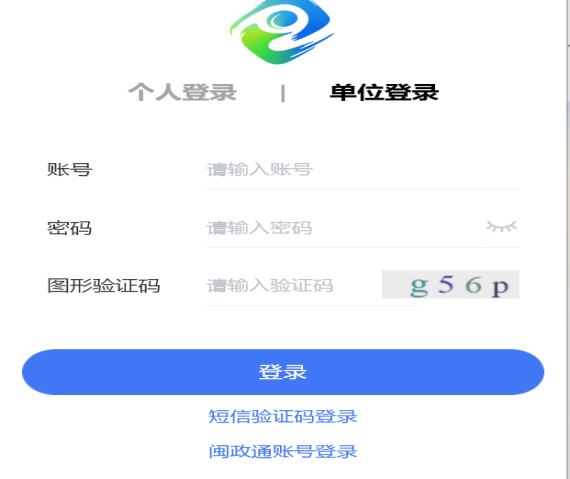 个人登录 | 单位登录
账号 请输入账号
密码 请输入密码
图形验证码 请输入验证码 g56p
登录
短信验证码登录
闽政通账号登录